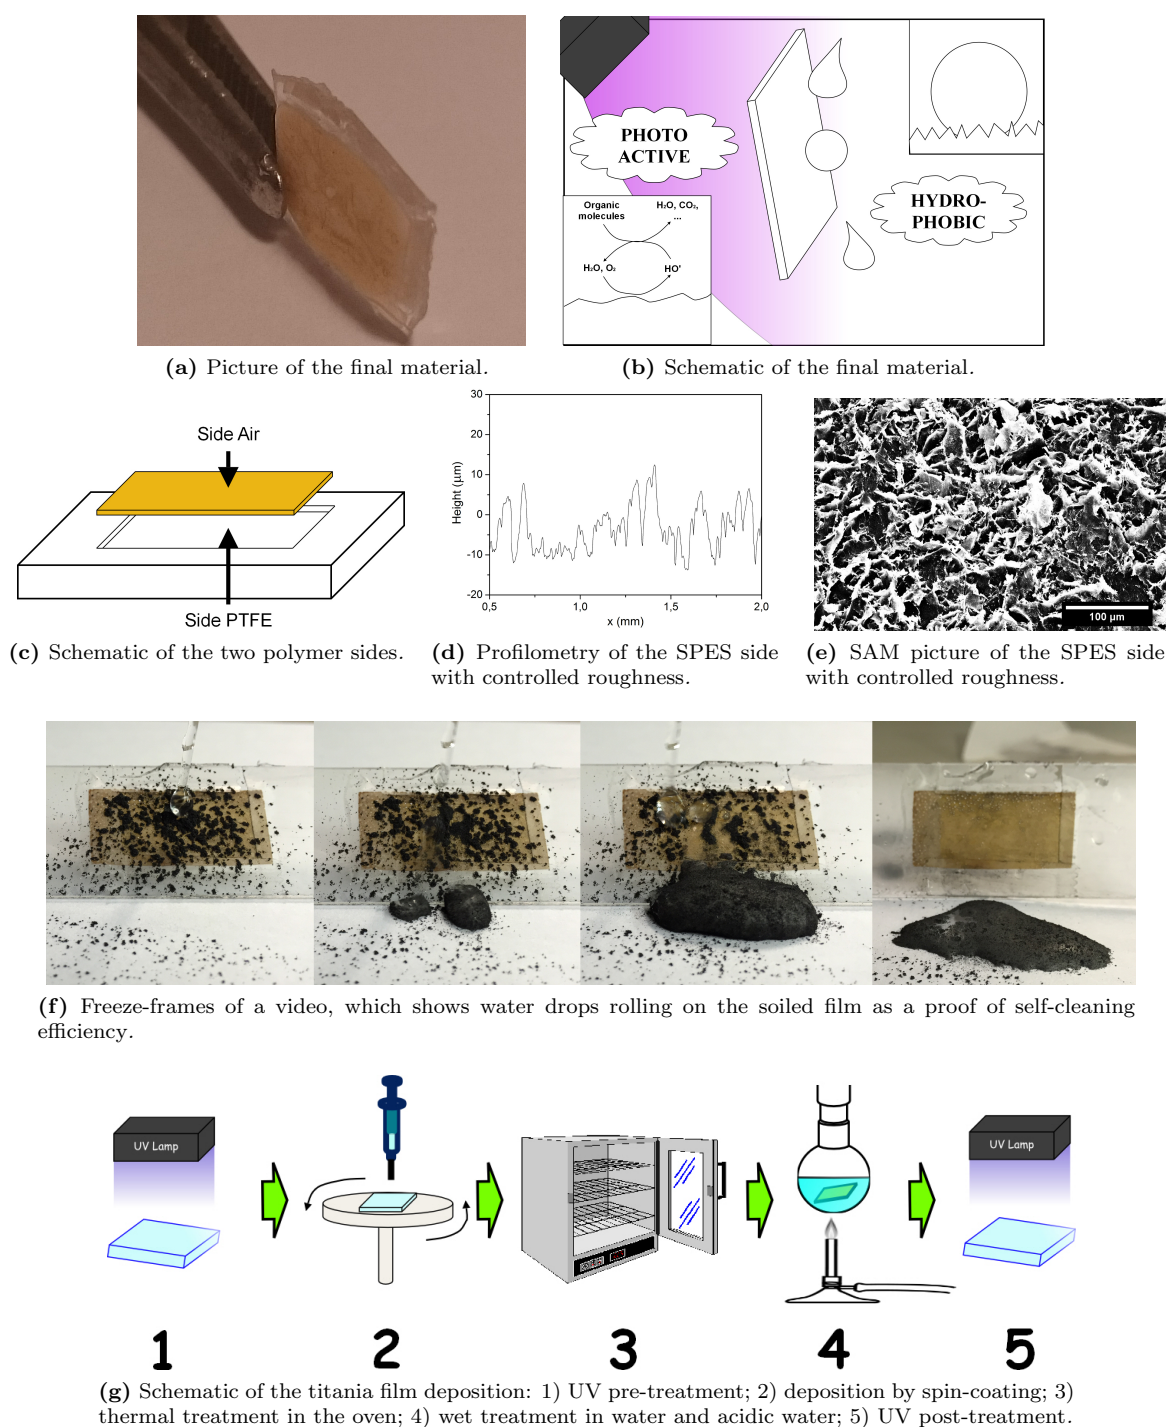 PHOTO
ACTIVE
Organic
molecules
H₂O, CO₂,
...
H₂O, O₂
HO'
HYDRO-
PHOBIC
(a) Picture of the final material.
(b) Schematic of the final material.
Side Air
Side PTFE
30
20
10
0
-10
-20
Height (µm)
0,5
1,0
1,5
2,0
x (mm)
100 µm
(c) Schematic of the two polymer sides.
(d) Profilometry of the SPES side
with controlled roughness.
(e) SAM picture of the SPES side
with controlled roughness.
(f) Freeze-frames of a video, which shows water drops rolling on the soiled film as a proof of self-cleaning
efficiency.
UV Lamp
UV Lamp
1
2
3
4
5
(g) Schematic of the titania film deposition: 1) UV pre-treatment; 2) deposition by spin-coating; 3)
thermal treatment in the oven; 4) wet treatment in water and acidic water; 5) UV post-treatment.